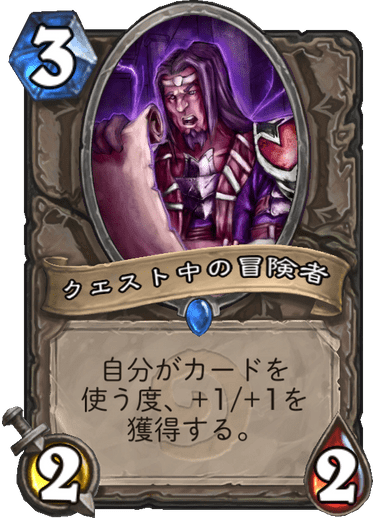 3
クエスト中の冒険者
自分がカードを
使う度、+1/+1を
獲得する。
2
2